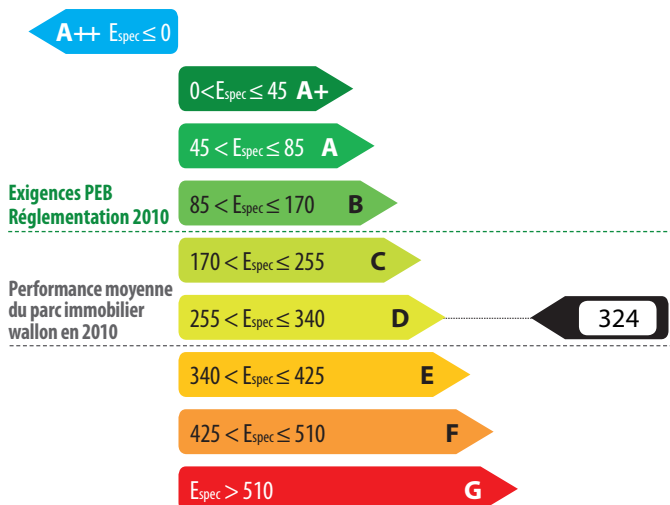 A++ Espec ≤ 0
0<Espec ≤ 45 A+
45 < Espec ≤ 85 A
Exigences PEB
Réglementation 2010
85 < Espec ≤ 170 B
170 < Espec ≤ 255 C
Performance moyenne
du parc immobilier
wallon en 2010
255 < Espec ≤ 340 D
324
340 < Espec ≤ 425 E
425 < Espec ≤ 510 F
Espec > 510 G